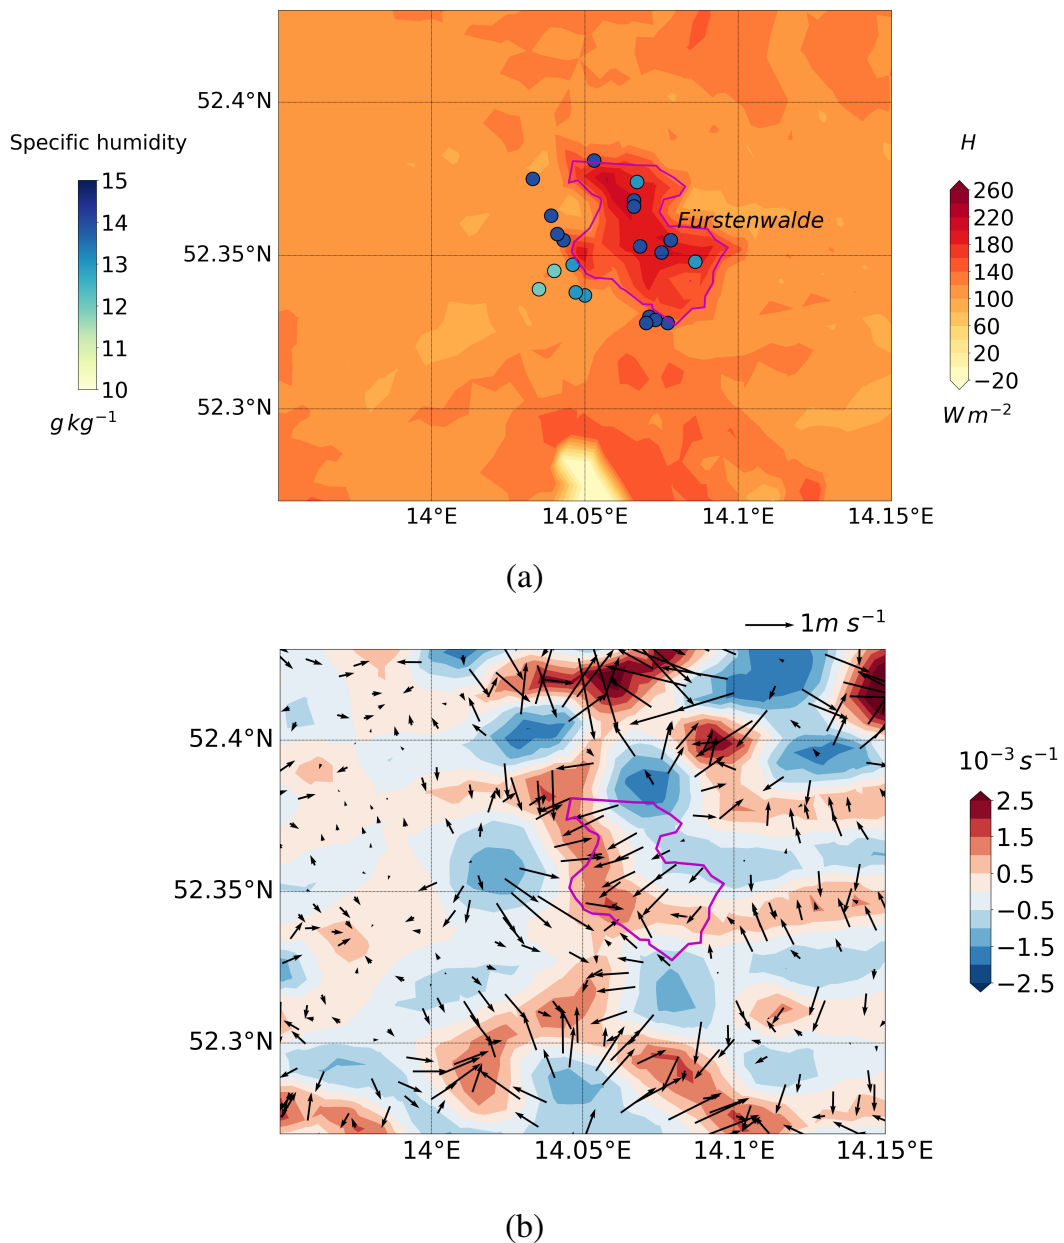 52.4°N
Specific humidity
H
15
260
14
220
Fürstenwalde
13
180
52.35°N
140
12
100
11
60
20
10
−20
g kg⁻¹
52.3°N
W m⁻²
14°E
14.05°E
14.1°E
14.15°E
(a)
1m s⁻¹
52.4°N
10⁻³ s⁻¹
2.5
1.5
0.5
52.35°N
−0.5
−1.5
−2.5
52.3°N
14°E
14.05°E
14.1°E
14.15°E
(b)